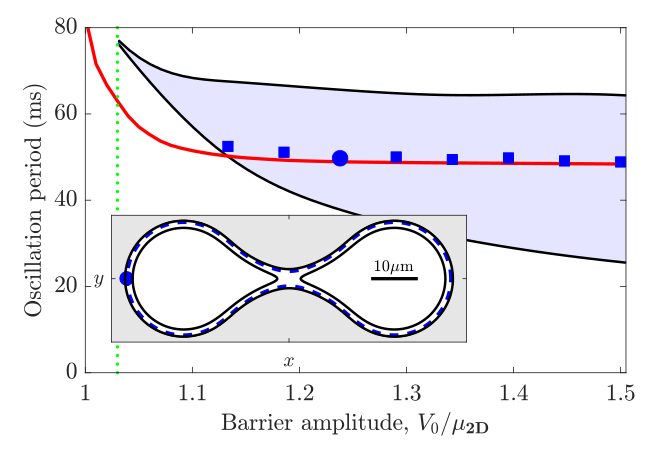 80
60
40
20
0
Oscillation period (ms)
y
10μm
x
1
1.1
1.2
1.3
1.4
1.5
Barrier amplitude, V₀/μ₂D